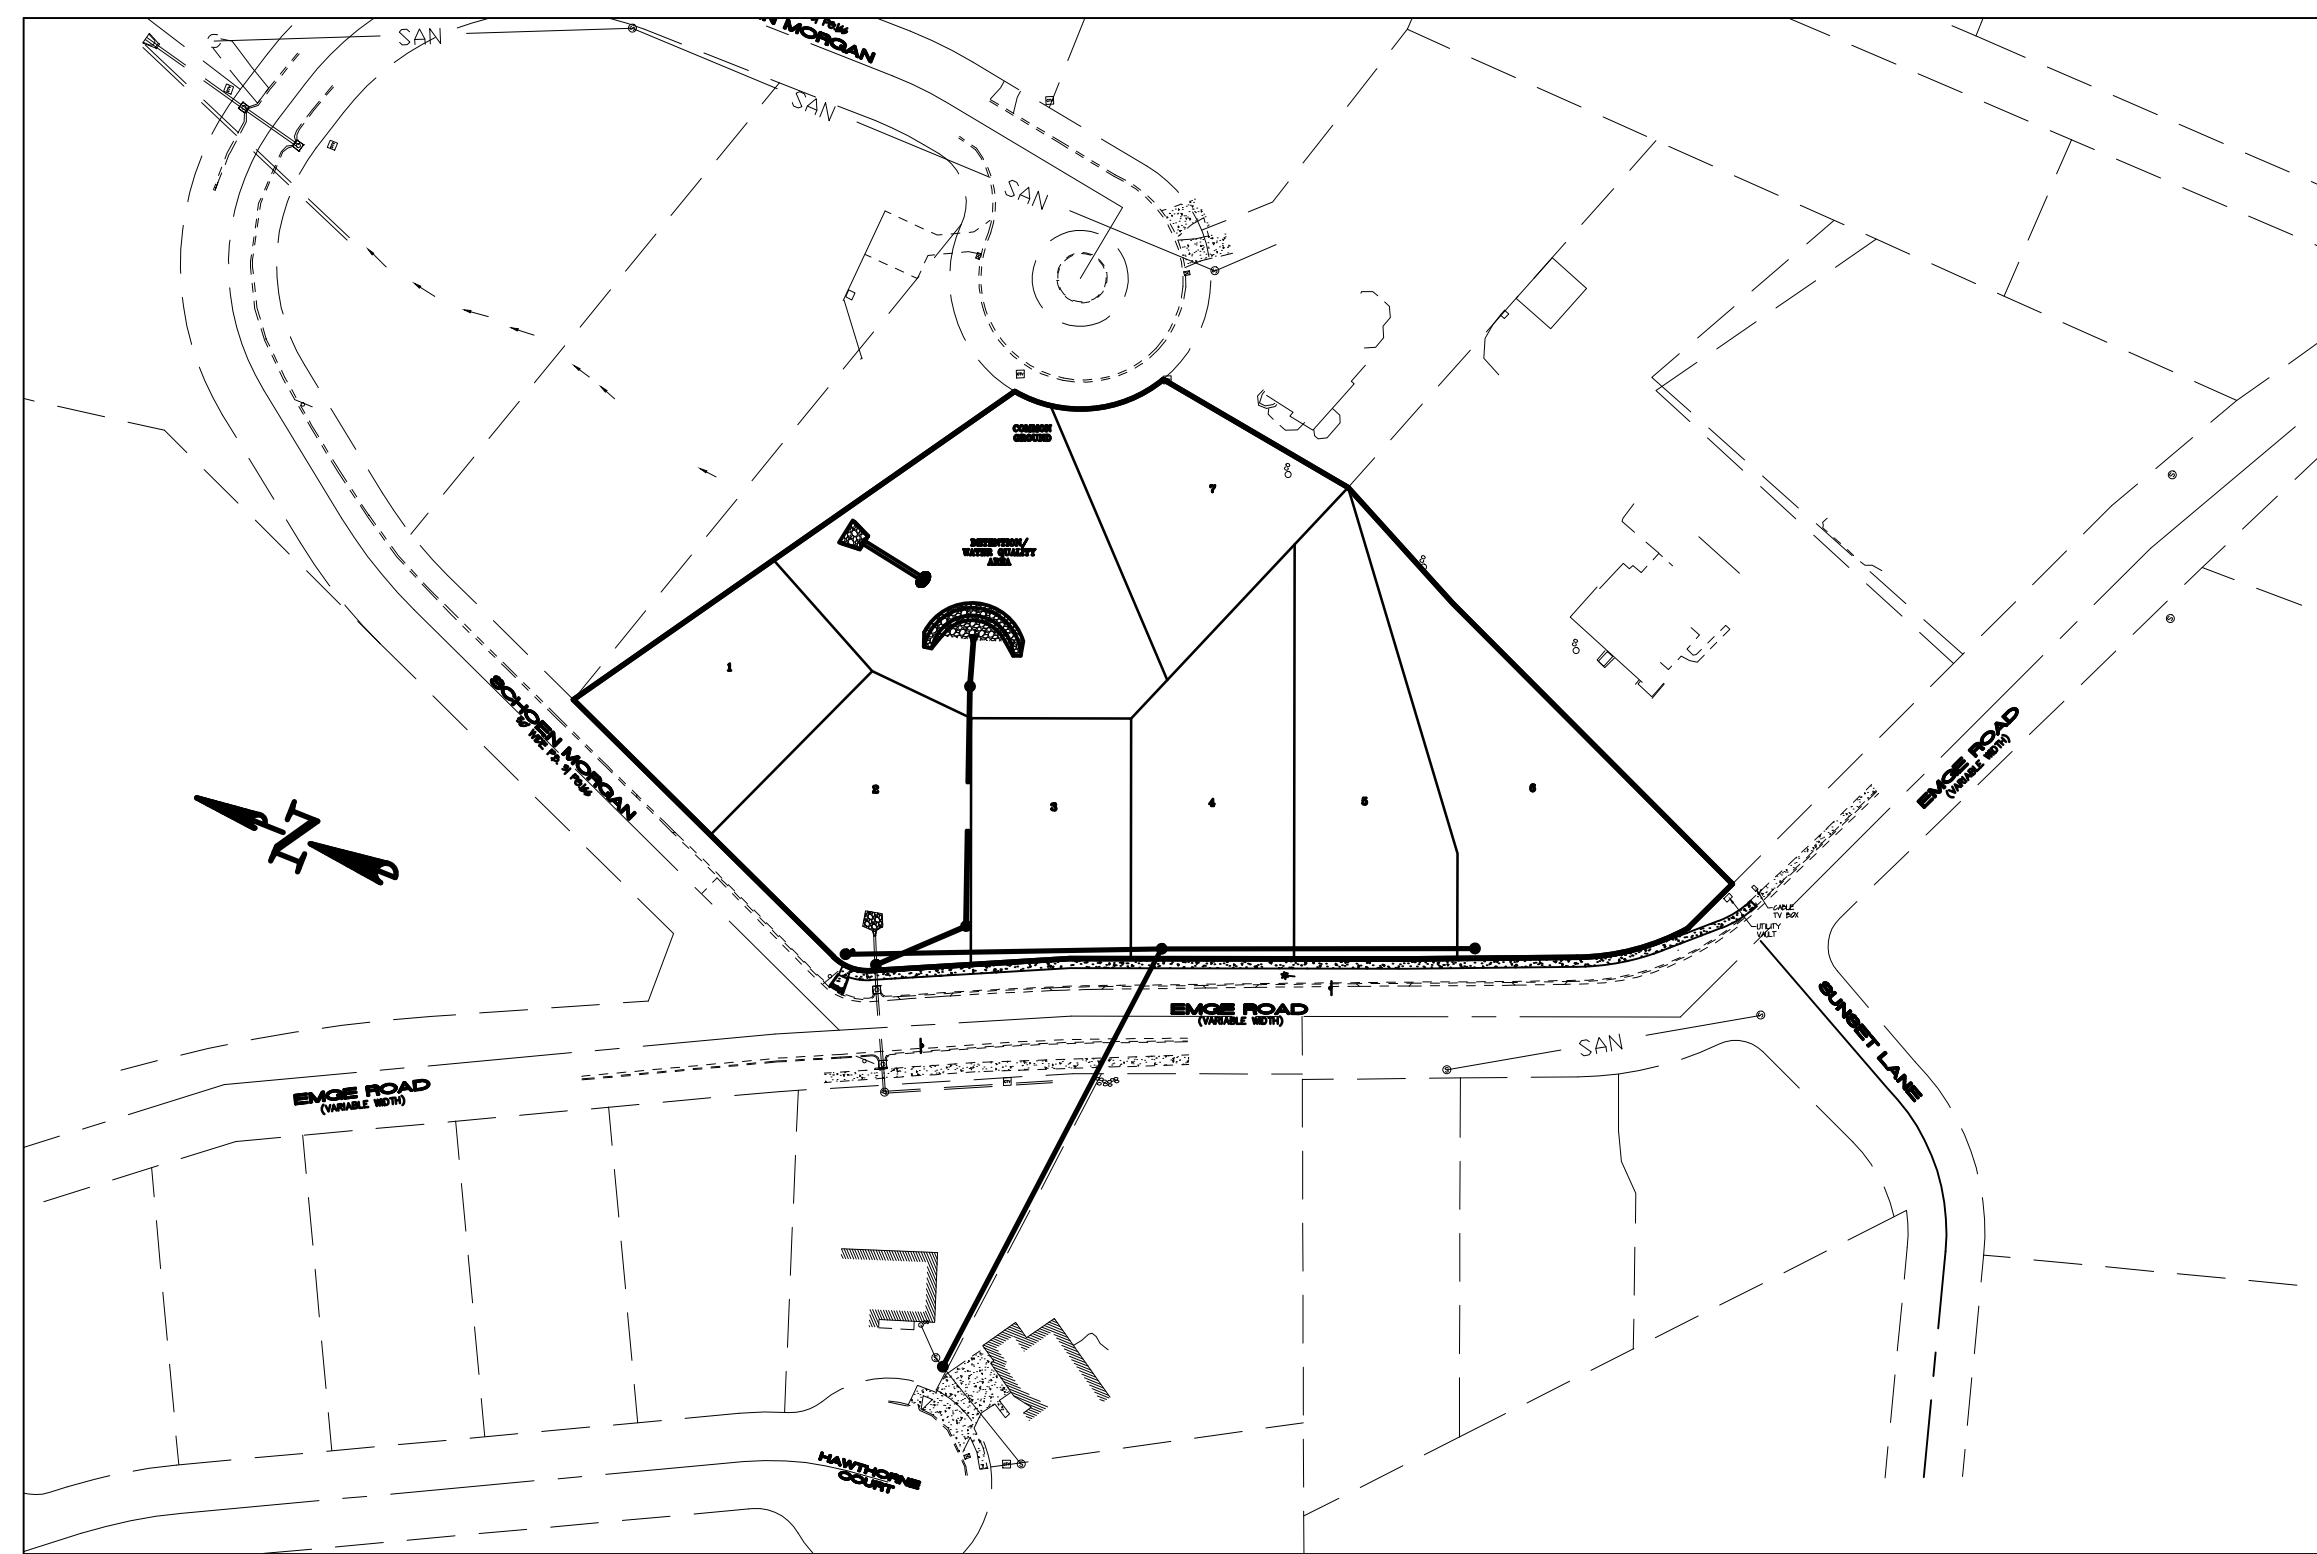 SAN
N MORGAN
SAN
SAN
COMMON
GROUND
7
DETENTION/
WATER QUALITY
AREA
1
SCHOEN MORGAN
2
3
4
5
6
EMGE ROAD
(VARIABLE WIDTH)
N
CABLE
TV BOX
UTILITY
VAULT
EMGE ROAD
(VARIABLE WIDTH)
SUNSET LANE
SAN
EMGE ROAD
(VARIABLE WIDTH)
HAWTHORNE
COURT